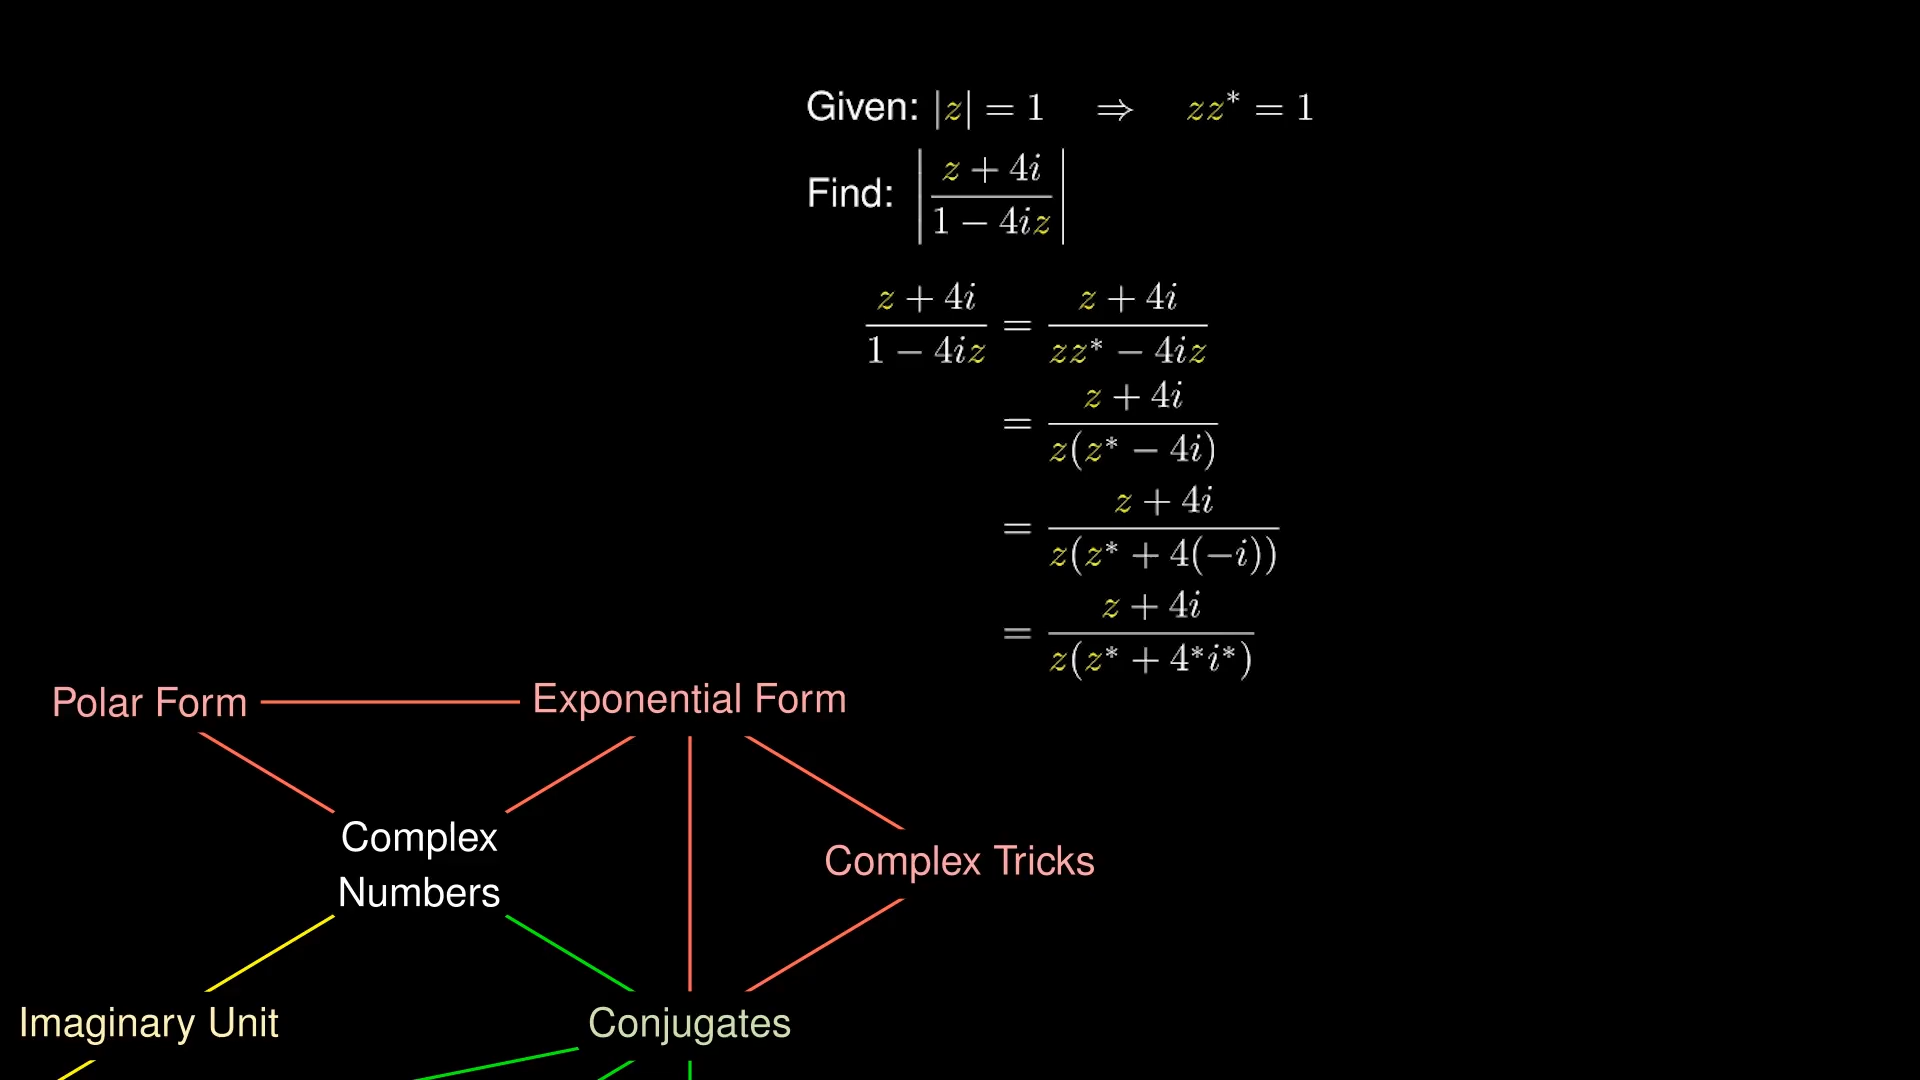 Given: |z| = 1 ⇒ zz* = 1
Find: |(z + 4i)/(1 − 4iz)|
(z + 4i)/(1 − 4iz) = (z + 4i)/(zz* − 4iz)
= (z + 4i)/(z(z* − 4i))
= (z + 4i)/(z(z* + 4(−i)))
= (z + 4i)/(z(z* + 4*i*))
Polar Form
Exponential Form
Complex
Numbers
Complex Tricks
Imaginary Unit
Conjugates